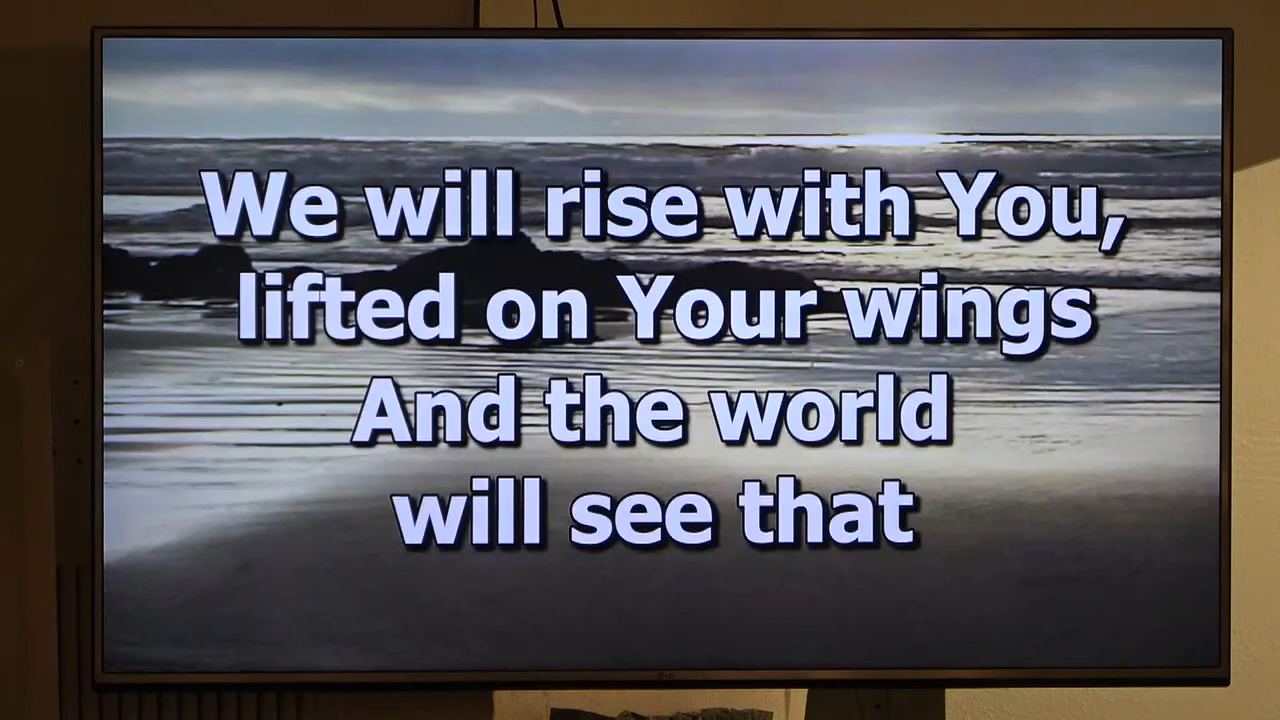 We will rise with You,
lifted on Your wings
And the world
will see that